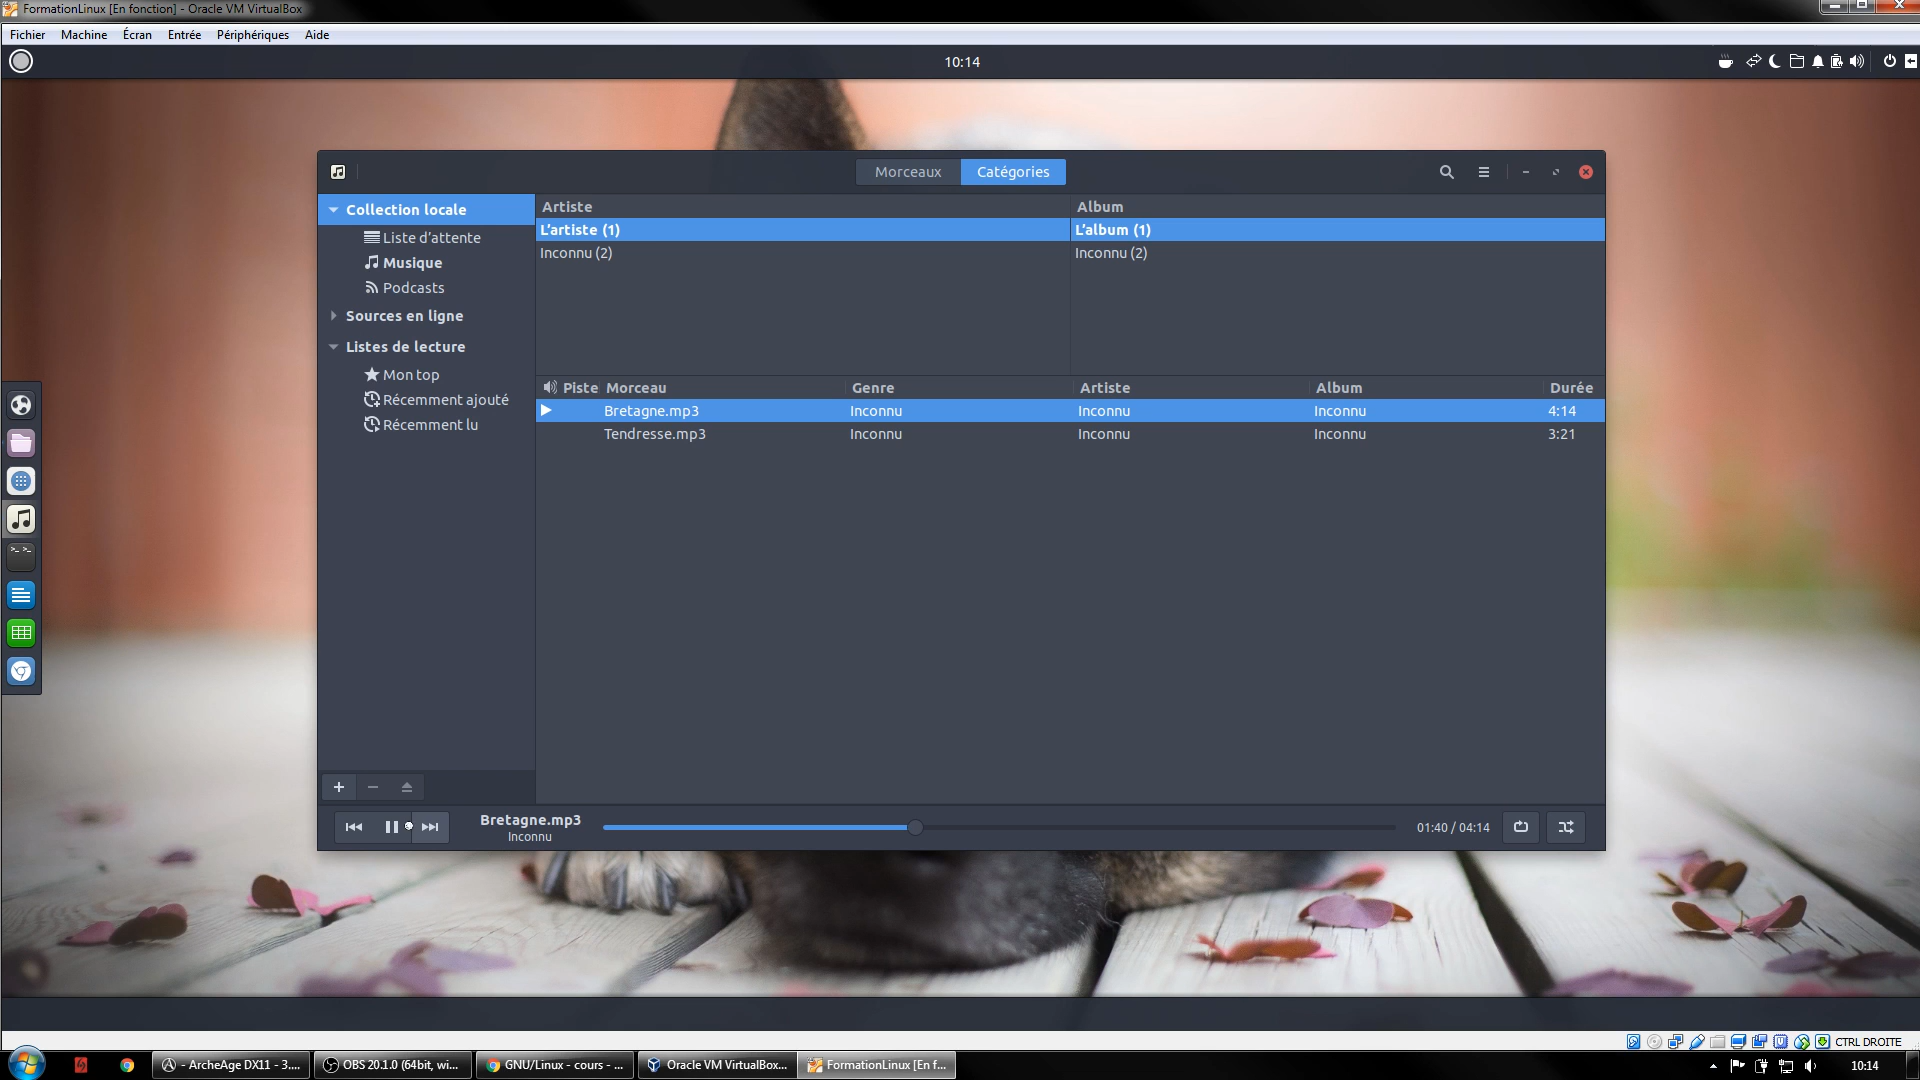 FormationLinux [En fonction] - Oracle VM VirtualBox
Fichier Machine Écran Entrée Périphériques Aide
10:14
Morceaux Catégories
Collection locale
Liste d'attente
Musique
Podcasts
Sources en ligne
Listes de lecture
Mon top
Récemment ajouté
Récemment lu
Artiste Album
L'artiste (1) L'album (1)
Inconnu (2) Inconnu (2)
Piste Morceau Genre Artiste Album Durée
Bretagne.mp3 Inconnu Inconnu Inconnu 4:14
Tendresse.mp3 Inconnu Inconnu Inconnu 3:21
Bretagne.mp3
Inconnu
01:40 / 04:14
CTRL DROITE
- ArcheAge DX11 - 3.... OBS 20.1.0 (64bit, wi... GNU/Linux - cours - ... Oracle VM VirtualBox... FormationLinux [En f... 10:14